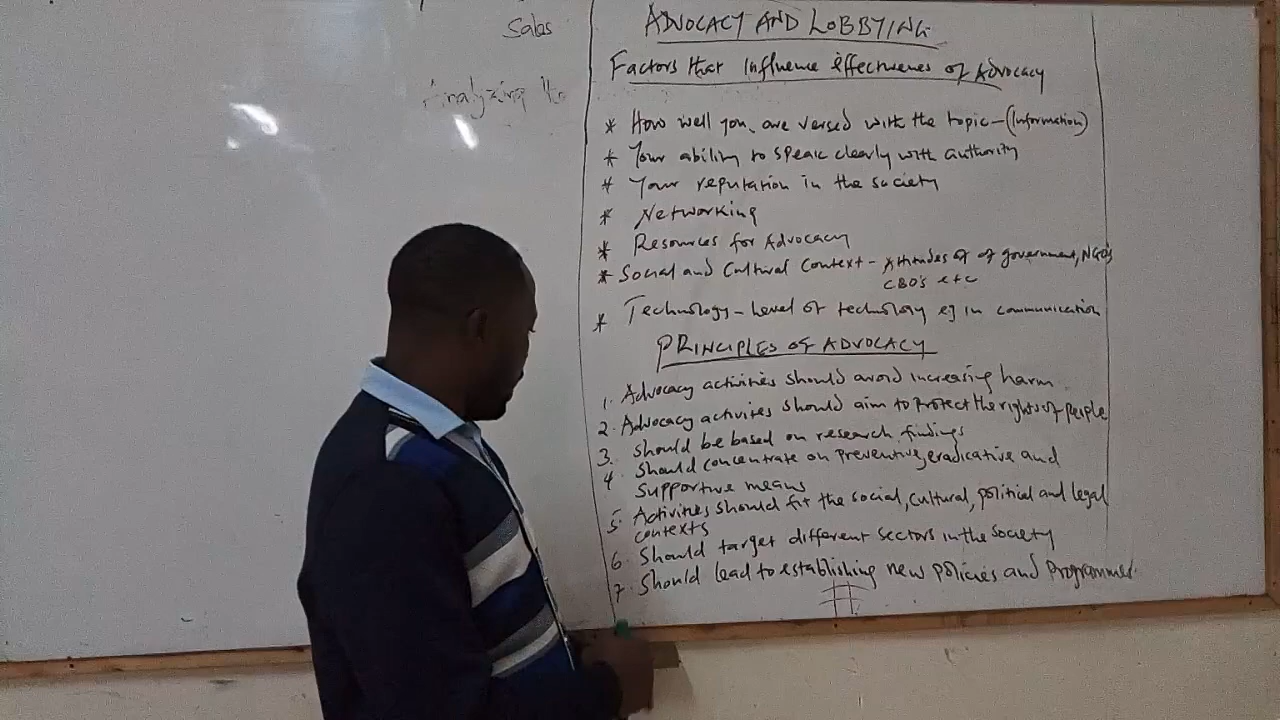 Salas
Analyzing the
ADVOCACY AND LOBBYING
Factors that influence effectivenes of Advocacy
* How well you are versed with the topic - (Information)
* Your ability to speak clearly with authority
* Your reputation in the society
* Networking
* Resources for Advocacy
* Social and Cultural Context - Attitudes of of government, NGO's
CBO's etc
* Technology - Level of technology eg in communication
PRINCIPLES OF ADVOCACY
1. Advocacy activities should avoid increasing harm.
2. Advocacy activites should aim to protect the rights of people
3. should be based on research findings
4. Should concentrate on preventive, eradicative and
supportive means
5. Activities should fit the social, cultural, political and legal
contexts
6. Should target different sectors in the society
7. Should lead to establishing new policies and programmes.